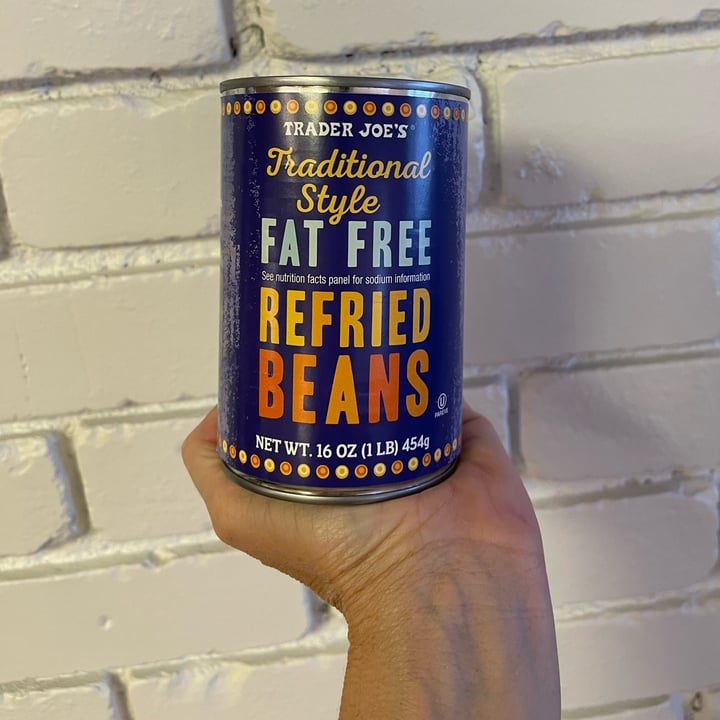 TRADER JOE'S®
Traditional
Style
FAT FREE
See nutrition facts panel for sodium information
REFRIED
BEANS
U
PAREVE
NET WT. 16 OZ (1 LB) 454g